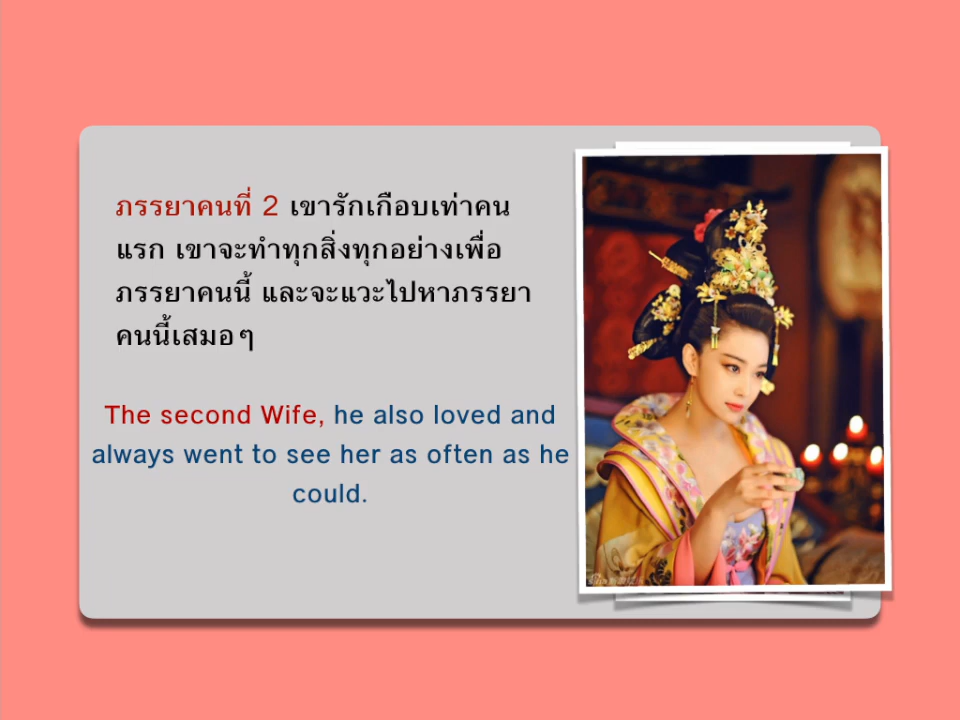 ภรรยาคนที่ 2 เขารักเกือบเท่าคน
แรก เขาจะทำทุกสิ่งทุกอย่างเพื่อ
ภรรยาคนนี้ และจะแวะไปหาภรรยา
คนนี้เสมอๆ
The second Wife, he also loved and
always went to see her as often as he
could.